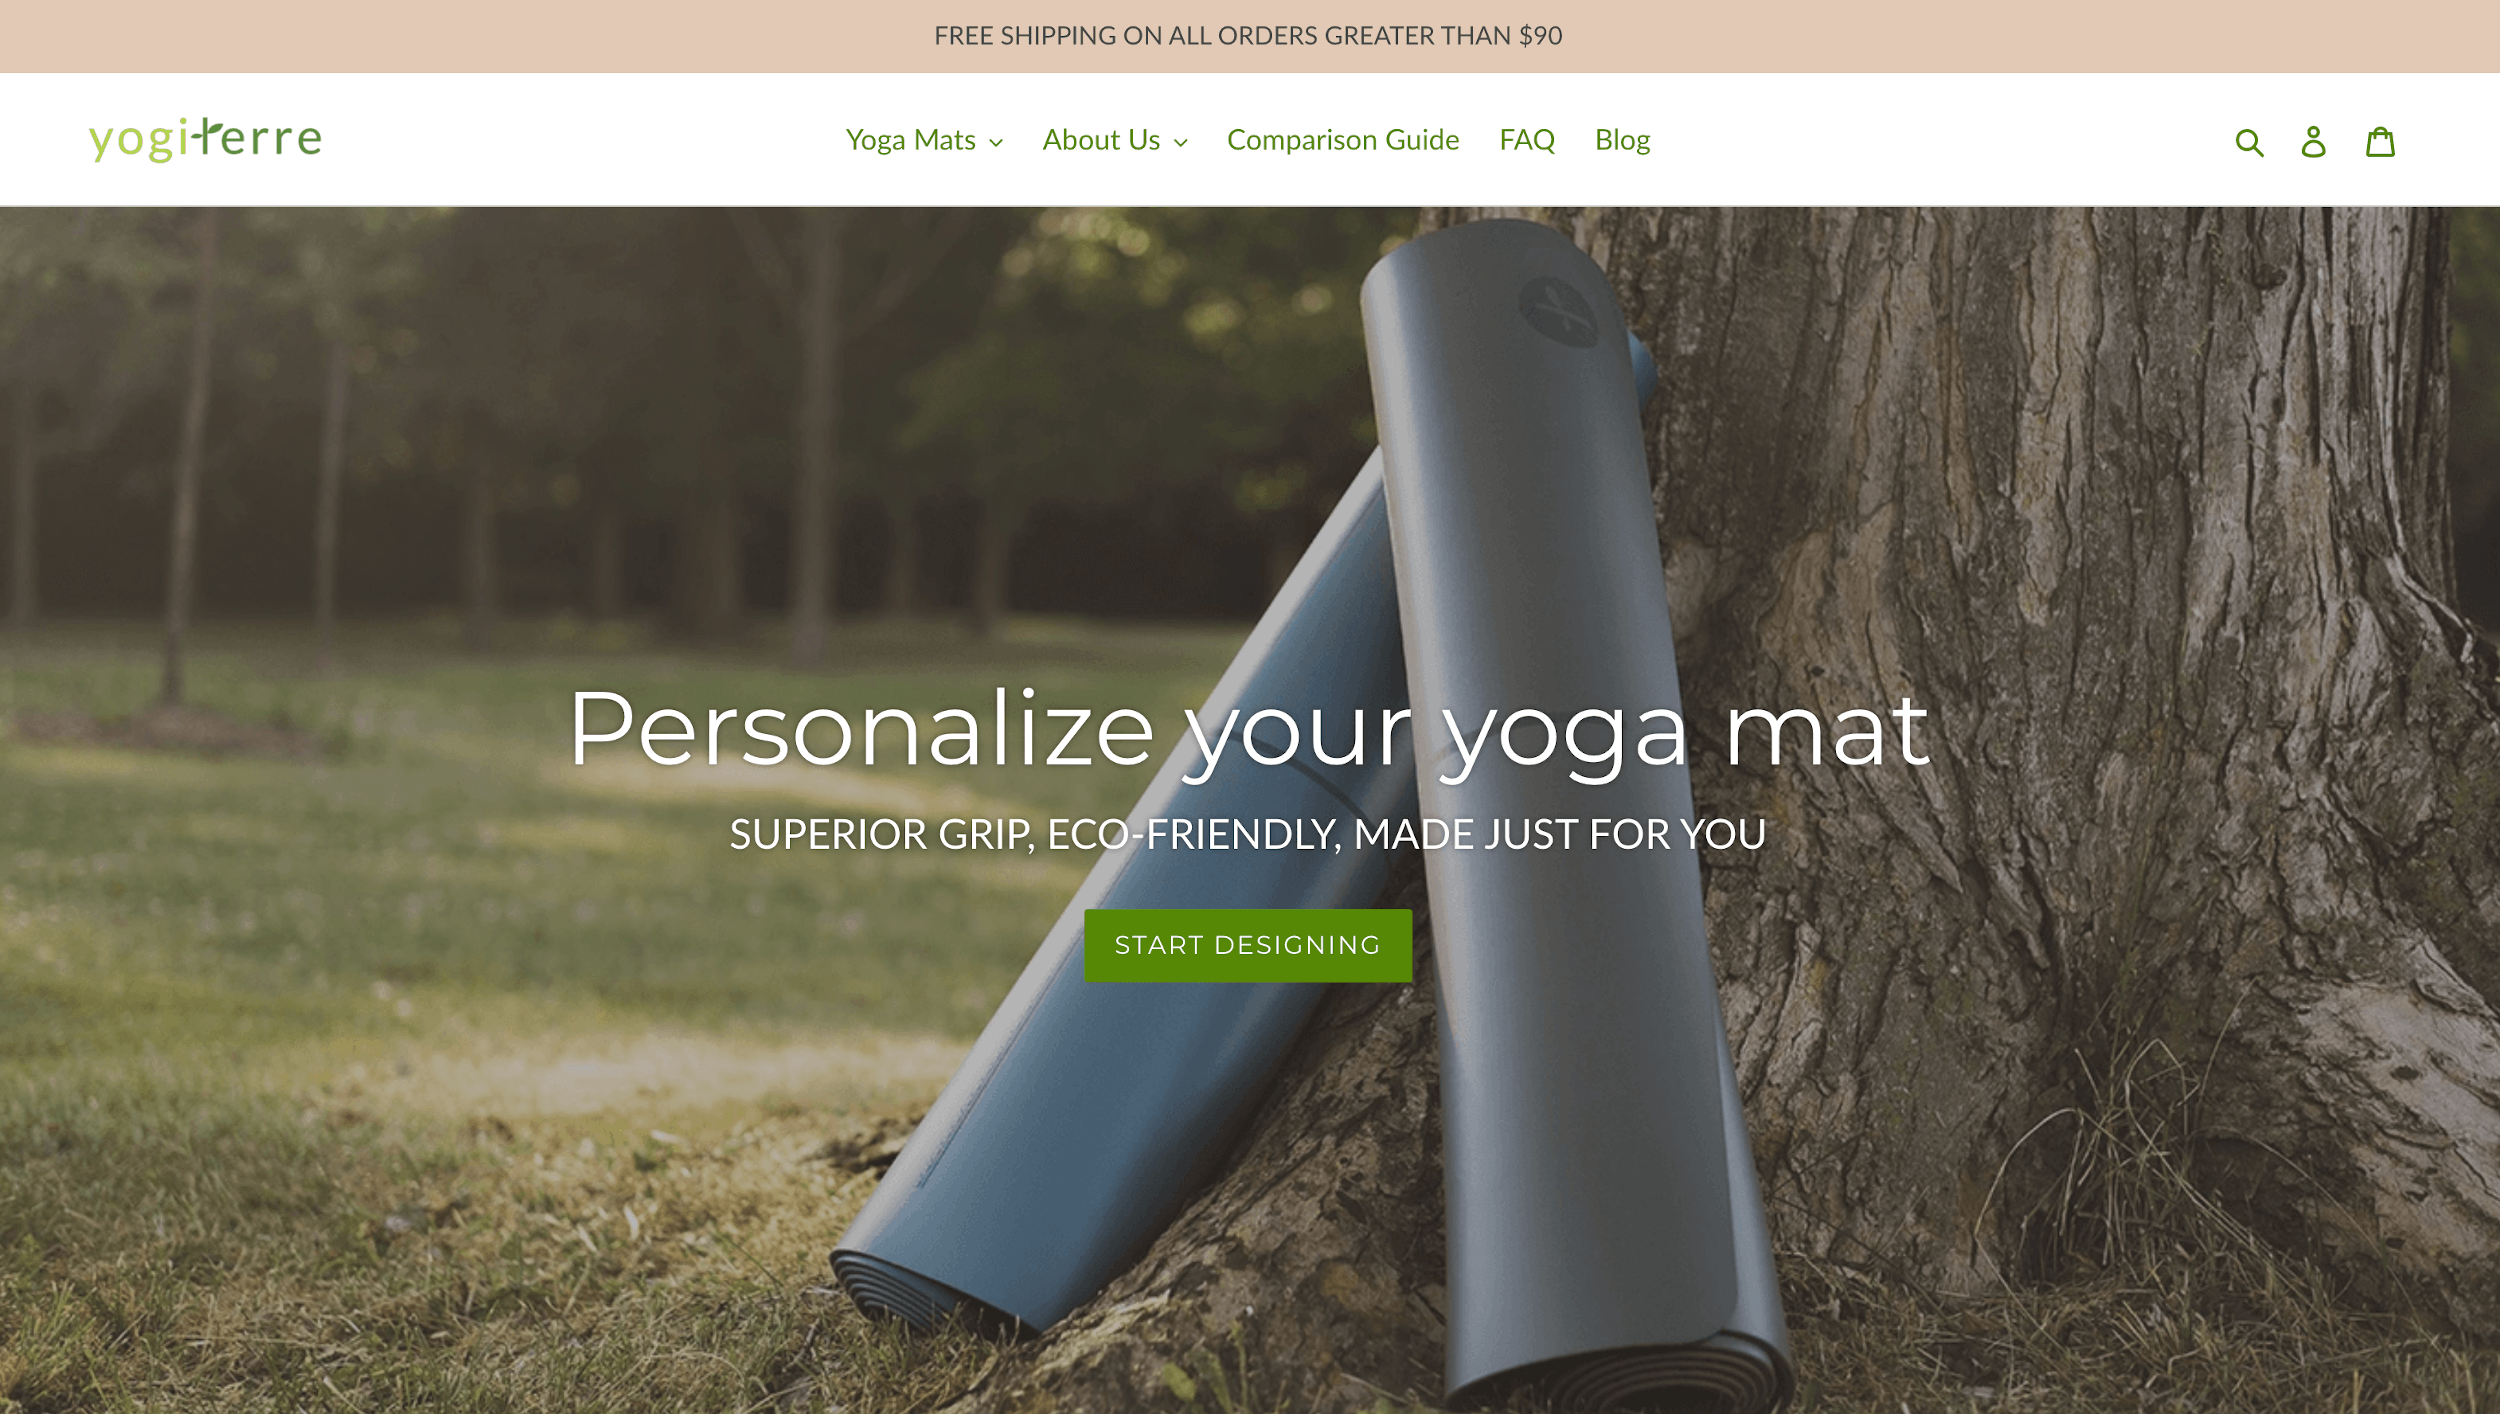 FREE SHIPPING ON ALL ORDERS GREATER THAN $90
yogiterre
Yoga Mats
About Us
Comparison Guide
FAQ
Blog
Personalize your yoga mat
SUPERIOR GRIP, ECO-FRIENDLY, MADE JUST FOR YOU
START DESIGNING